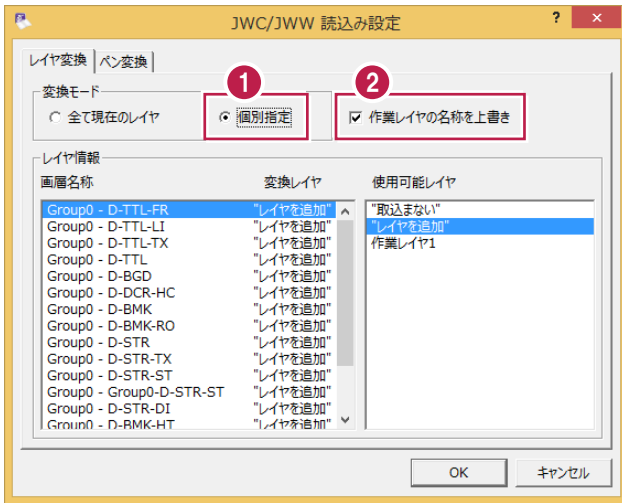 JWC/JWW 読込み設定
? ×
レイヤ変換 ペン変換
1 2
変換モード
全て現在のレイヤ 個別指定 作業レイヤの名称を上書き
レイヤ情報
画層名称 変換レイヤ 使用可能レイヤ
Group0 - D-TTL-FR "レイヤを追加" "取込まない"
Group0 - D-TTL-LI "レイヤを追加" "レイヤを追加"
Group0 - D-TTL-TX "レイヤを追加" 作業レイヤ1
Group0 - D-TTL "レイヤを追加"
Group0 - D-BGD "レイヤを追加"
Group0 - D-DCR-HC "レイヤを追加"
Group0 - D-BMK "レイヤを追加"
Group0 - D-BMK-RO "レイヤを追加"
Group0 - D-STR "レイヤを追加"
Group0 - D-STR-TX "レイヤを追加"
Group0 - D-STR-ST "レイヤを追加"
Group0 - Group0-D-STR-ST "レイヤを追加"
Group0 - D-STR-DI "レイヤを追加"
Group0 - D-BMK-HT "レイヤを追加"
OK キャンセル